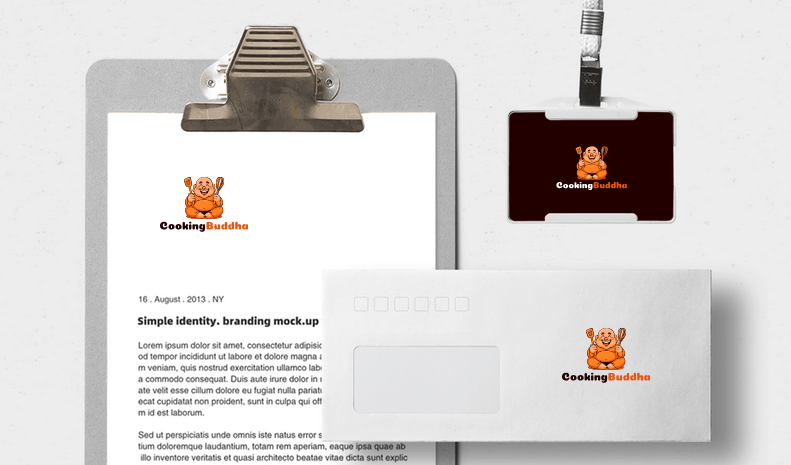 CookingBuddha
CookingBuddha
16 . August . 2013 . NY
Simple identity. branding mock.up
Lorem ipsum dolor sit amet, consectetur adipisic
od tempor incididunt ut labore et dolore magna a
m veniam, quis nostrud exercitation ullamco lab
a commodo consequat. Duis aute irure dolor in
ate velit esse cillum dolore eu fugiat nulla pariatu
ecat cupidatat non proident, sunt in culpa qui off
m id est laborum.
CookingBuddha
Sed ut perspiciatis unde omnis iste natus error s
tium doloremque laudantium, totam rem aperiam, eaque ipsa quae ab
illo inventore veritatis et quasi architecto beatae vitae dicta sunt explic